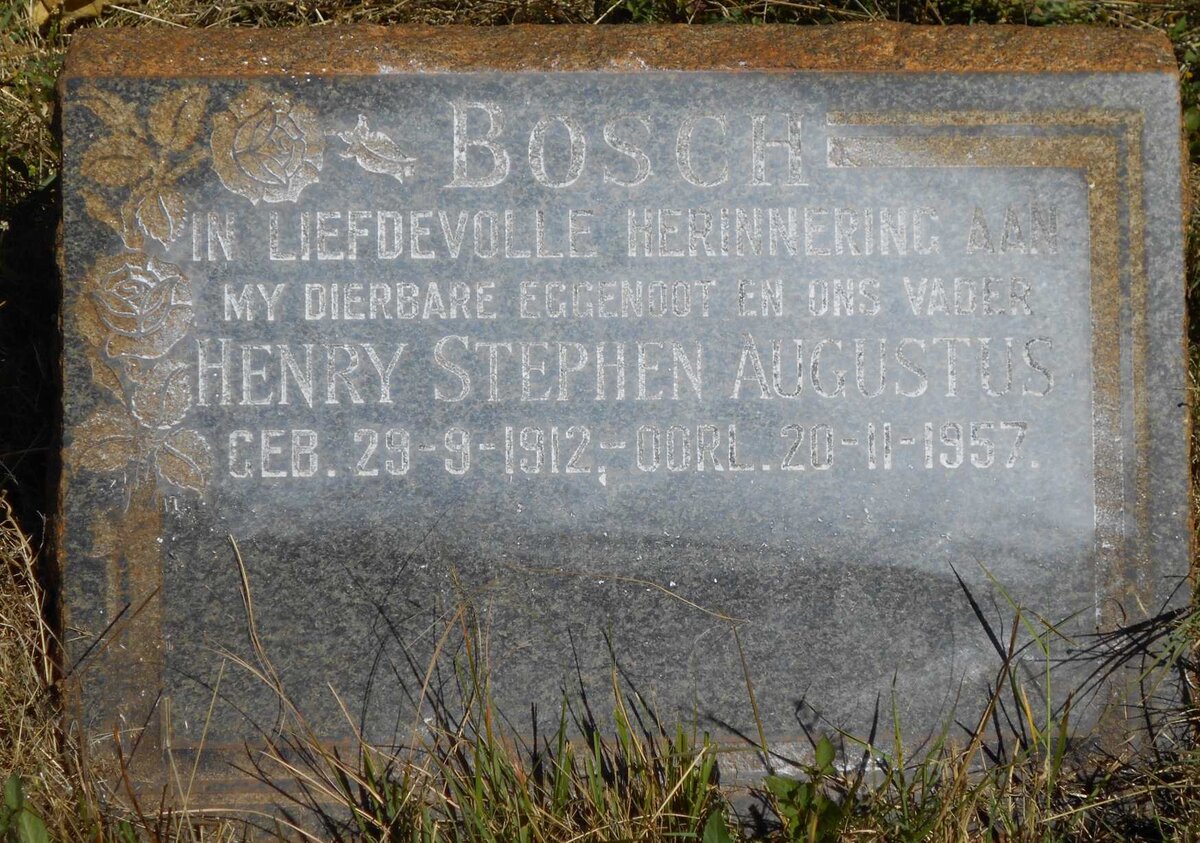 BOSCH
IN LIEFDEVOLLE HERINNERING AAN
MY DIERBARE EGGENOOT EN ONS VADER
HENRY STEPHEN AUGUSTUS
GEB. 29-9-1912,-OORL. 20-11-1957.